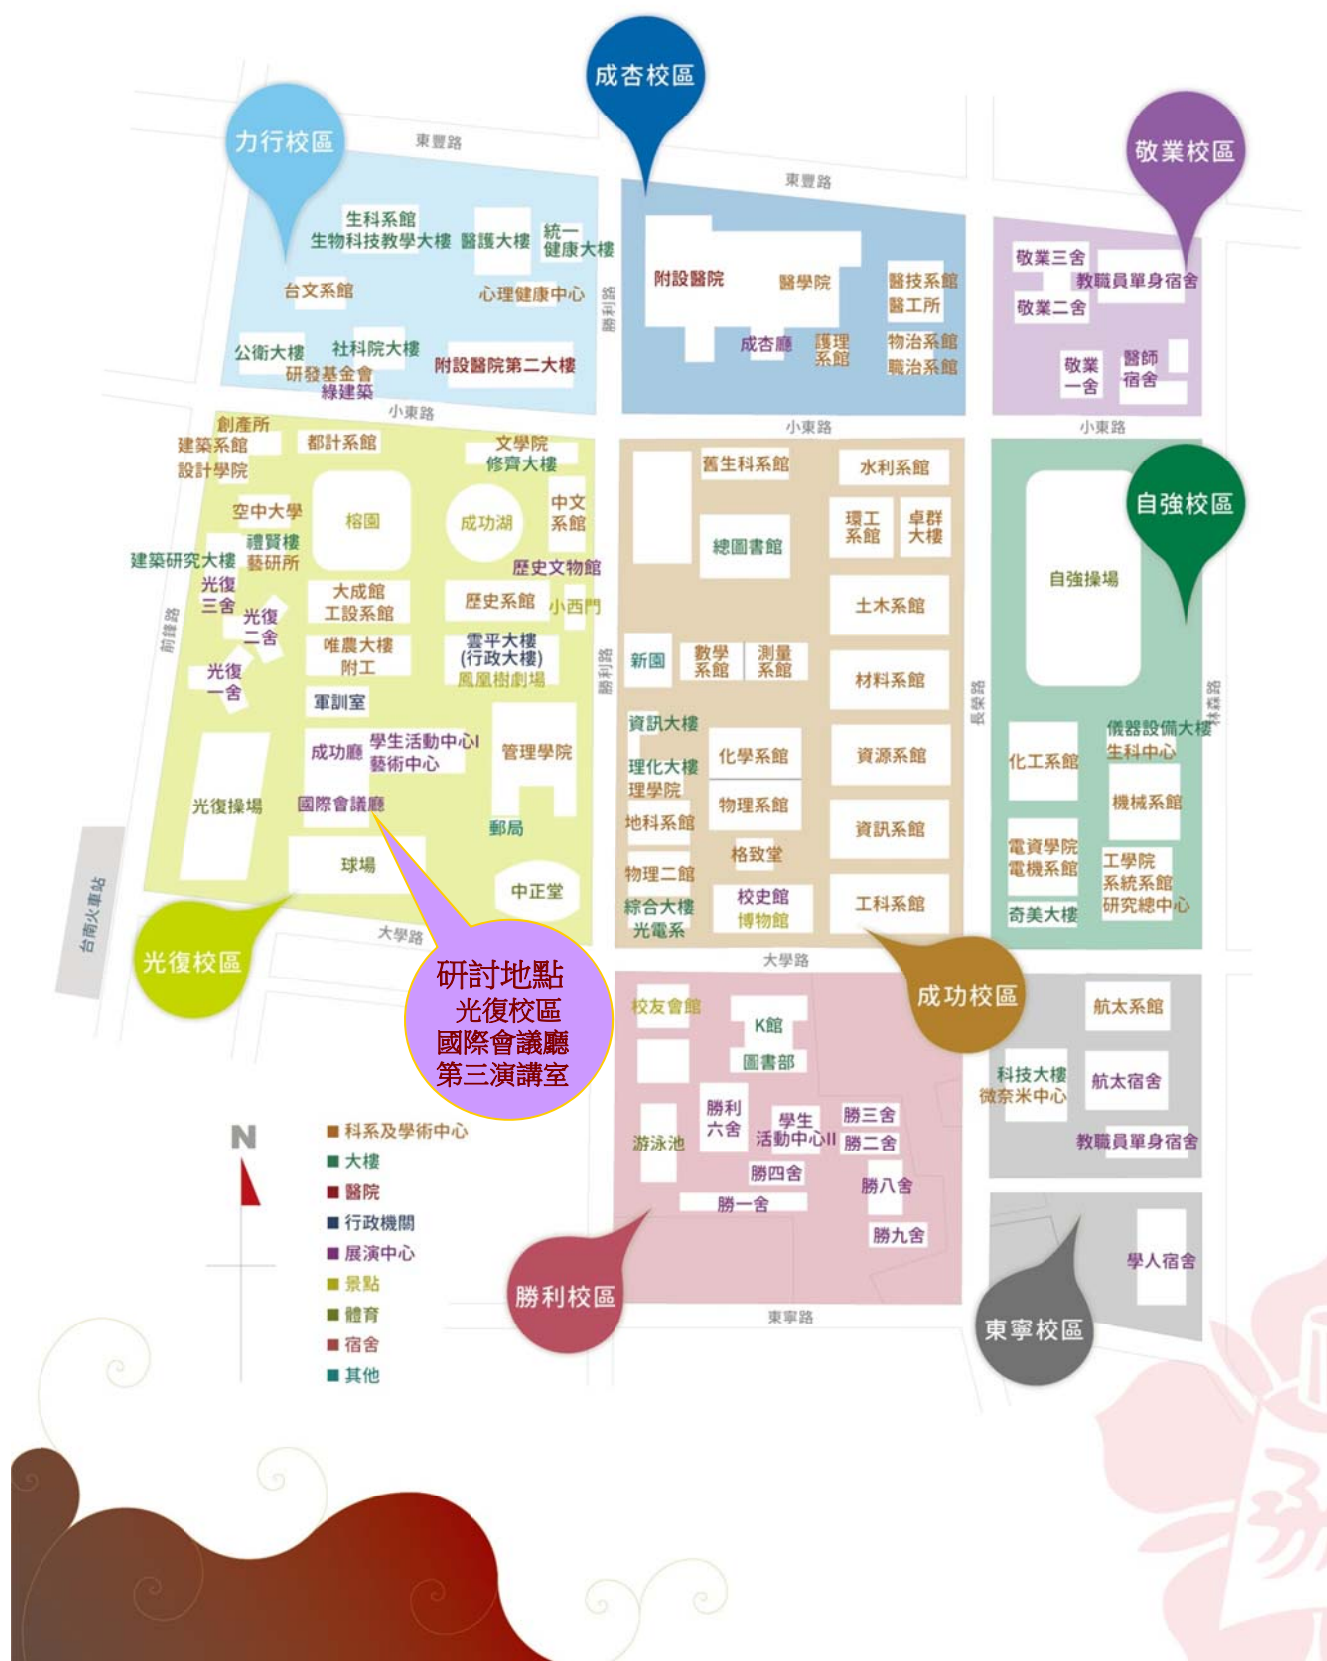 成杏校區
力行校區
敬業校區
東豐路
東豐路
生科系館
生物科技教學大樓
醫護大樓
統一
健康大樓
台文系館
心理健康中心
公衛大樓
社科院大樓
研發基金會
綠建築
附設醫院第二大樓
勝利路
附設醫院
醫學院
醫技系館
醫工所
成杏廳
護理
系館
物治系館
職治系館
敬業三舍
教職員單身宿舍
敬業二舍
敬業
一舍
醫師
宿舍
小東路
小東路
小東路
創產所
建築系館
設計學院
都計系館
文學院
修齊大樓
空中大學
榕園
成功湖
中文
系館
禮賢樓
藝研所
建築研究大樓
歷史文物館
光復
三舍
大成館
工設系館
歷史系館
小西門
光復
二舍
唯農大樓
附工
雲平大樓
(行政大樓)
鳳凰樹劇場
光復
一舍
軍訓室
前鋒路
成功廳
學生活動中心I
藝術中心
管理學院
光復操場
國際會議廳
郵局
球場
中正堂
台南火車站
光復校區
大學路
勝利路
舊生科系館
水利系館
總圖書館
環工
系館
卓群
大樓
土木系館
新園
數學
系館
測量
系館
材料系館
資訊大樓
理化大樓
理學院
化學系館
資源系館
地科系館
物理系館
資訊系館
物理二館
格致堂
綜合大樓
光電系
校史館
博物館
工科系館
長榮路
自強校區
自強操場
林森路
儀器設備大樓
生科中心
化工系館
機械系館
電資學院
電機系館
工學院
系統系館
研究總中心
奇美大樓
大學路
成功校區
研討地點
光復校區
國際會議廳
第三演講室
校友會館
K館
圖書部
游泳池
勝利
六舍
學生
活動中心II
勝三舍
勝二舍
勝四舍
勝八舍
勝一舍
勝九舍
勝利校區
東寧路
航太系館
科技大樓
微奈米中心
航太宿舍
教職員單身宿舍
學人宿舍
東寧校區
N
科系及學術中心
大樓
醫院
行政機關
展演中心
景點
體育
宿舍
其他